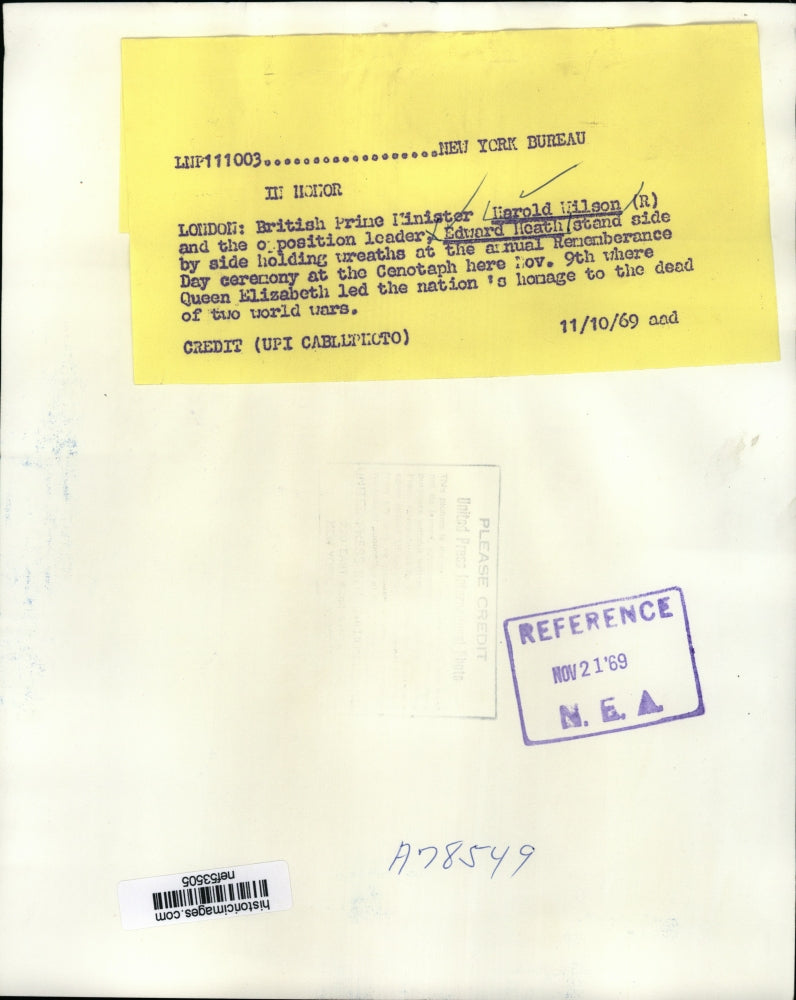 LNP111003...................NEW YORK BUREAU
IN HONOR
LONDON: British Prime Minister Harold Wilson (R)
and the opposition leader, Edward Heath stand side
by side holding wreaths at the annual Rememberance
Day ceremony at the Cenotaph here Nov. 9th where
Queen Elizabeth led the nation's homage to the dead
of two world wars.
CREDIT (UPI CABLEPHOTO)
11/10/69 aad
PLEASE CREDIT
United Press International Photo
REFERENCE
NOV 21'69
N. E. A.
A78549
historicimages.com
nef53505